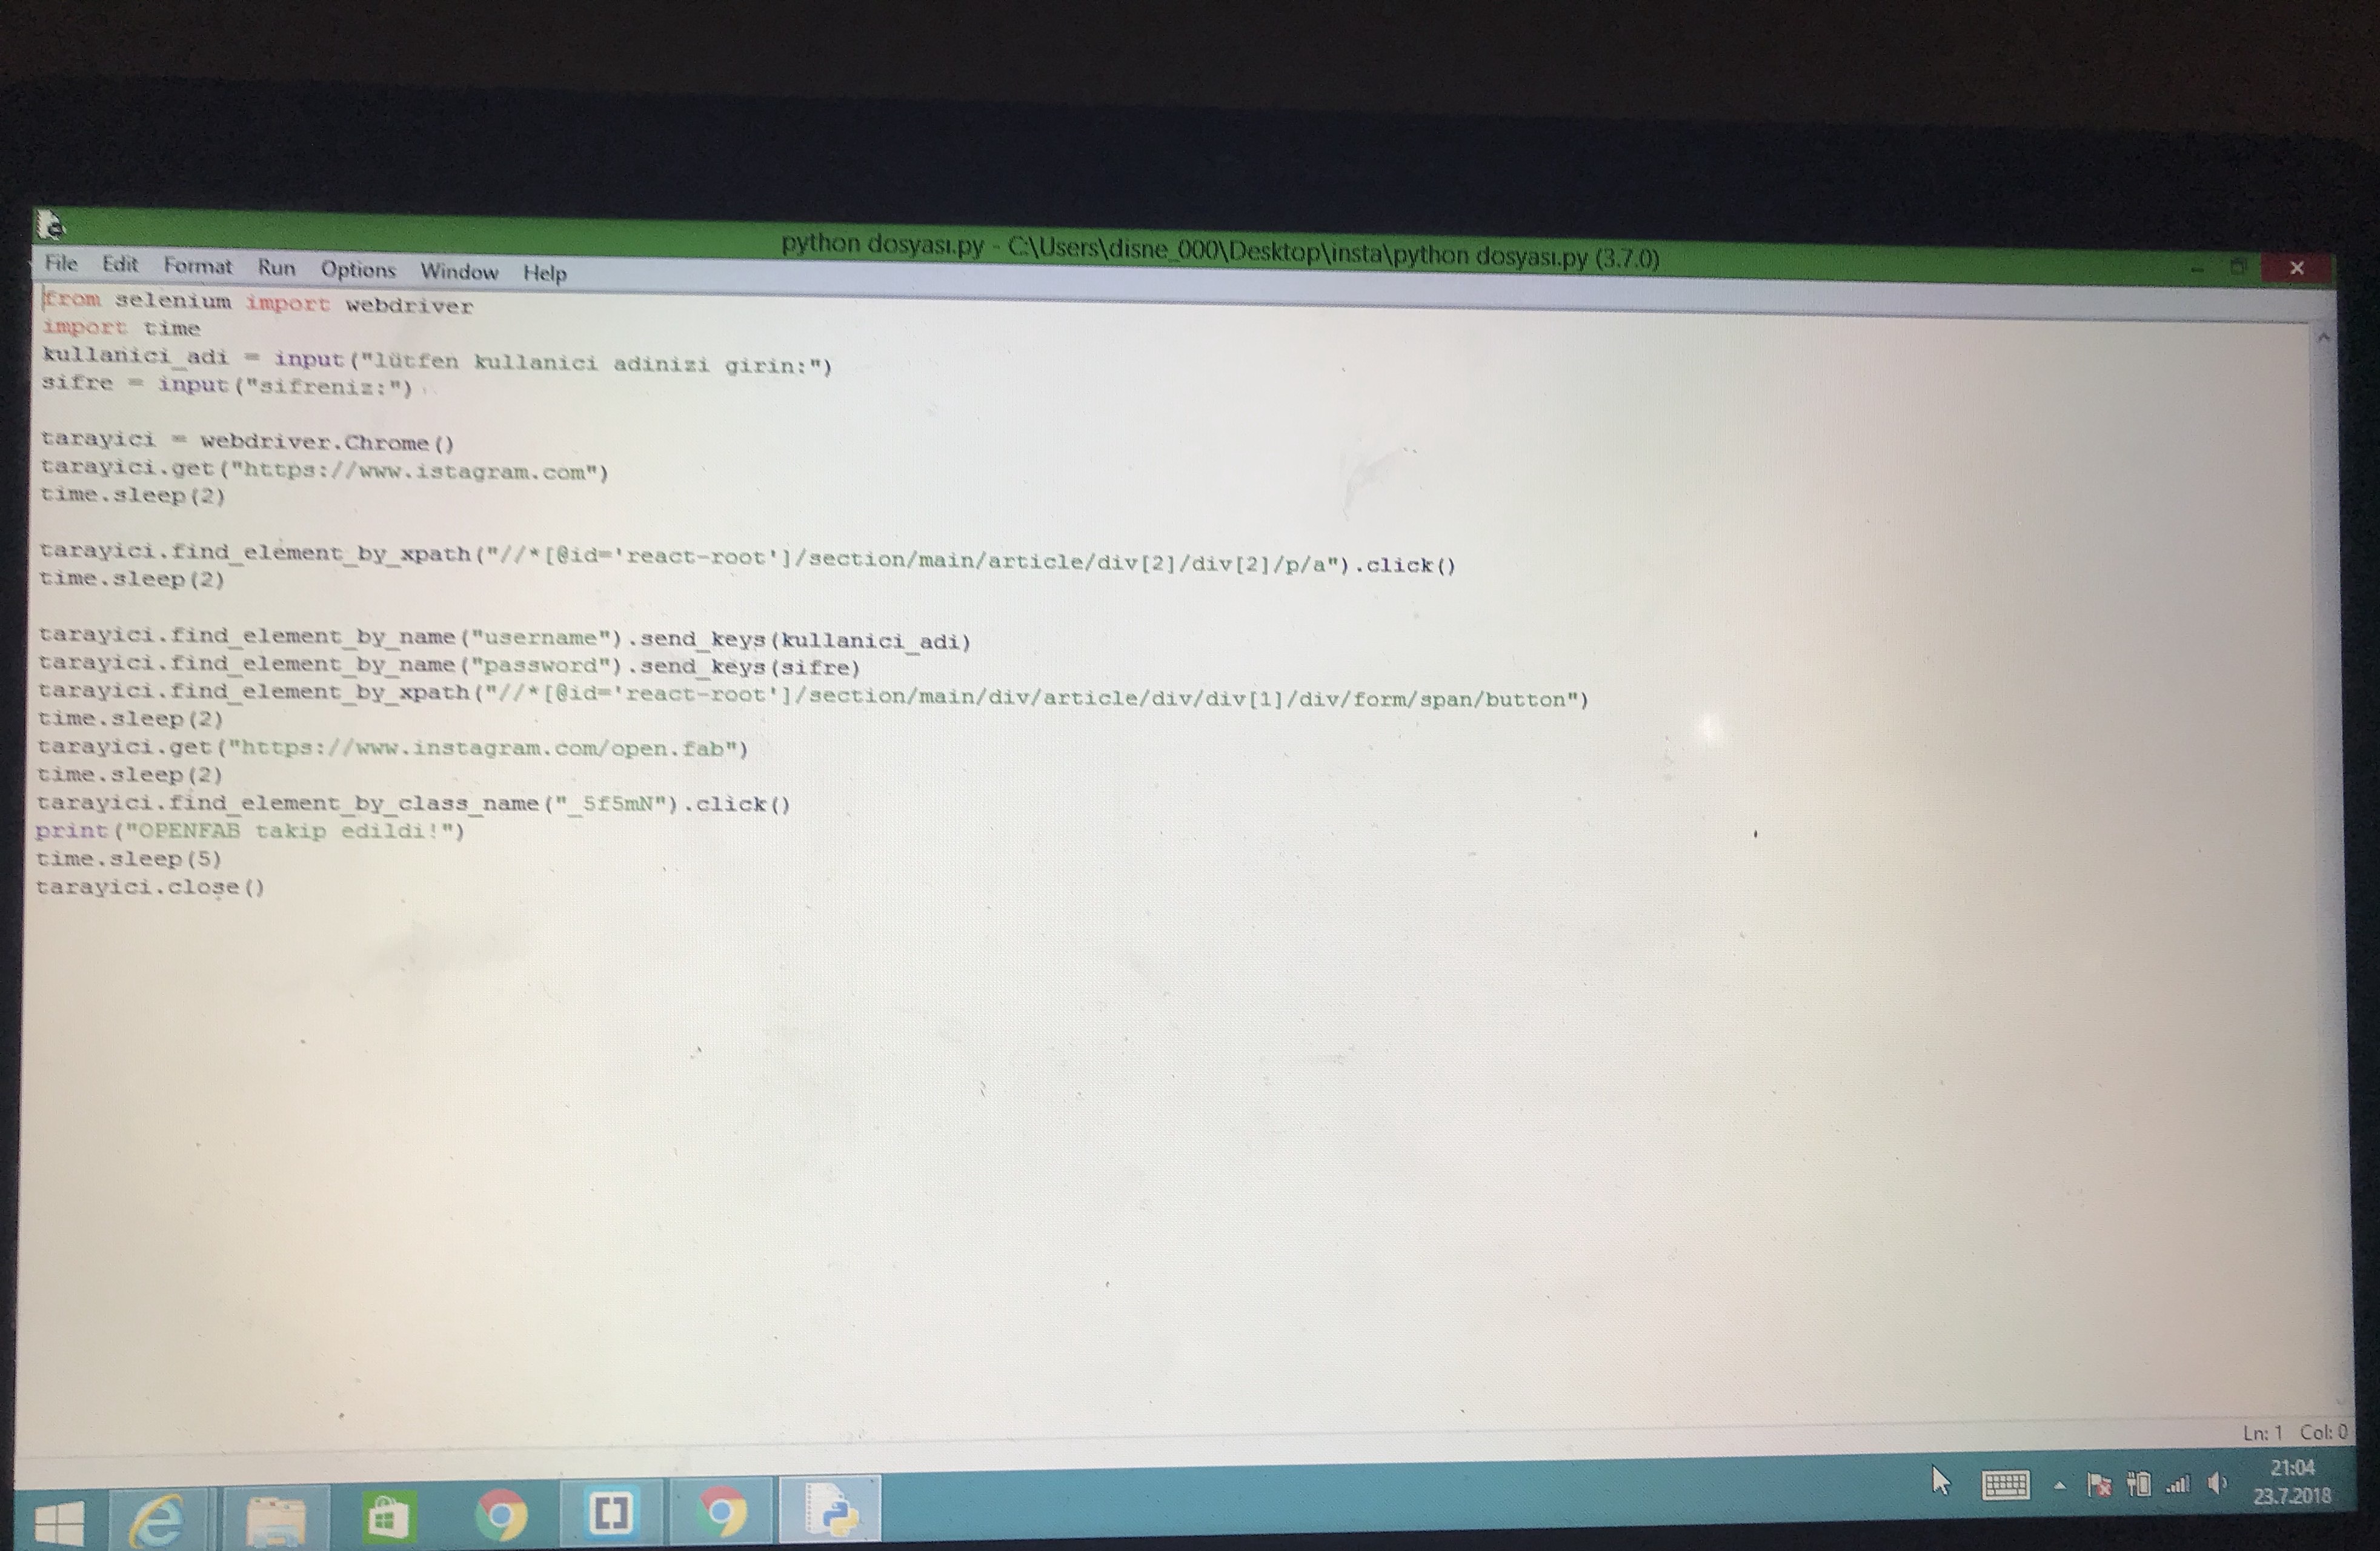 python dosyası.py - C:\Users\disne_000\Desktop\insta\python dosyası.py (3.7.0)
File Edit Format Run Options Window Help
from selenium import webdriver
import time
kullanici_adi = input("lütfen kullanici adinizi girin:")
sifre = input("sifreniz:")
tarayici = webdriver.Chrome()
tarayici.get("https://www.istagram.com")
time.sleep(2)
tarayici.find_element_by_xpath("//*[@id='react-root']/section/main/article/div[2]/div[2]/p/a").click()
time.sleep(2)
tarayici.find_element_by_name("username").send_keys(kullanici_adi)
tarayici.find_element_by_name("password").send_keys(sifre)
tarayici.find_element_by_xpath("//*[@id='react-root']/section/main/div/article/div/div[1]/div/form/span/button")
time.sleep(2)
tarayici.get("https://www.instagram.com/open.fab")
time.sleep(2)
tarayici.find_element_by_class_name("_5f5mN").click()
print("OPENFAB takip edildi!")
time.sleep(5)
tarayici.close()
Ln: 1 Col: 0
21:04
23.7.2018